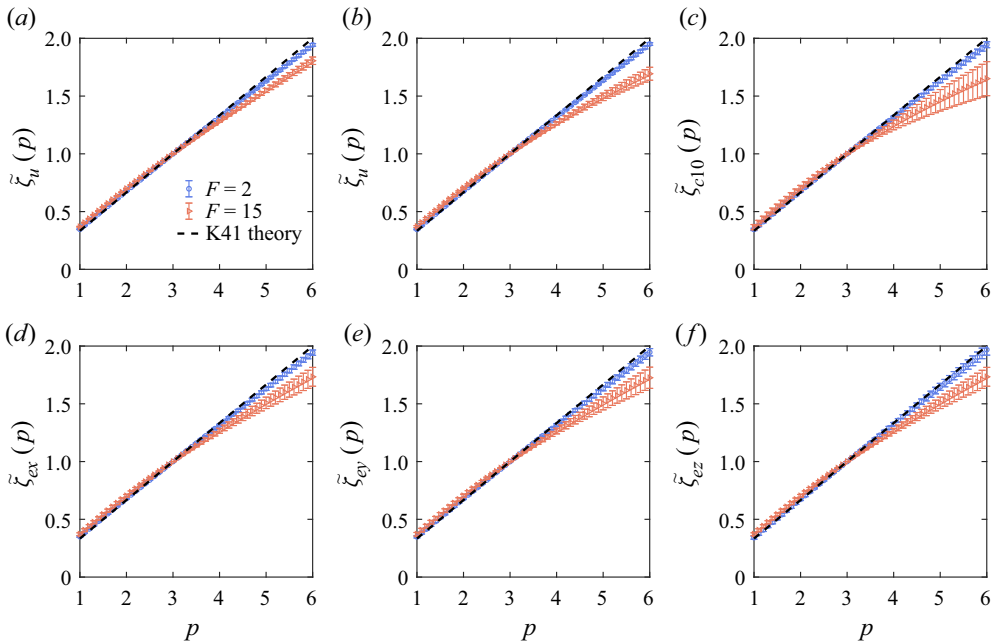 (a) (b) (c)
2.0 2.0 2.0
1.5 1.5 1.5
ζ̃u (p) 1.0 ζ̃u (p) 1.0 ζ̃c10 (p) 1.0
F = 2
0.5 F = 15 0.5 0.5
K41 theory
0 0 0
1 2 3 4 5 6 1 2 3 4 5 6 1 2 3 4 5 6
(d) (e) (f)
2.0 2.0 2.0
1.5 1.5 1.5
ζ̃ex (p) 1.0 ζ̃ey (p) 1.0 ζ̃ez (p) 1.0
0.5 0.5 0.5
0 0 0
1 2 3 4 5 6 1 2 3 4 5 6 1 2 3 4 5 6
p p p